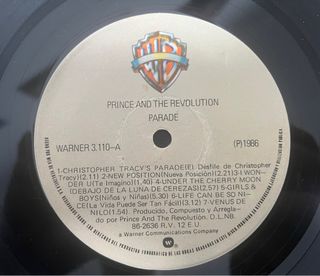 WB
PRINCE AND THE REVOLUTION
PARADE
WARNER 3.110-A
(P)1986
1-CHRISTOPHER TRACY'S PARADE(El Desfile de Christopher
Tracy)(2.11) 2-NEW POSITION(Nueva Posición)(2.21)3-I WON-
DER U(Te Imagino)(1.40) 4-UNDER THE CHERRY MOON
(DEBAJO DE LA LUNA DE CEREZAS)(2.57) 5-GIRLS &
BOYS(Niños y Niñas)(5.30) 6-LIFE CAN BE SO NI-
CE(La Vida Puede Ser Tan Fácil)(3.12) 7-VENUS DE
NILO(1.54) Producido, Compuesto y Arregla-
do por Prince and the Revolution. D.L.NB.
86-2636 R.V. 12 E U.
a Warner Communications Company